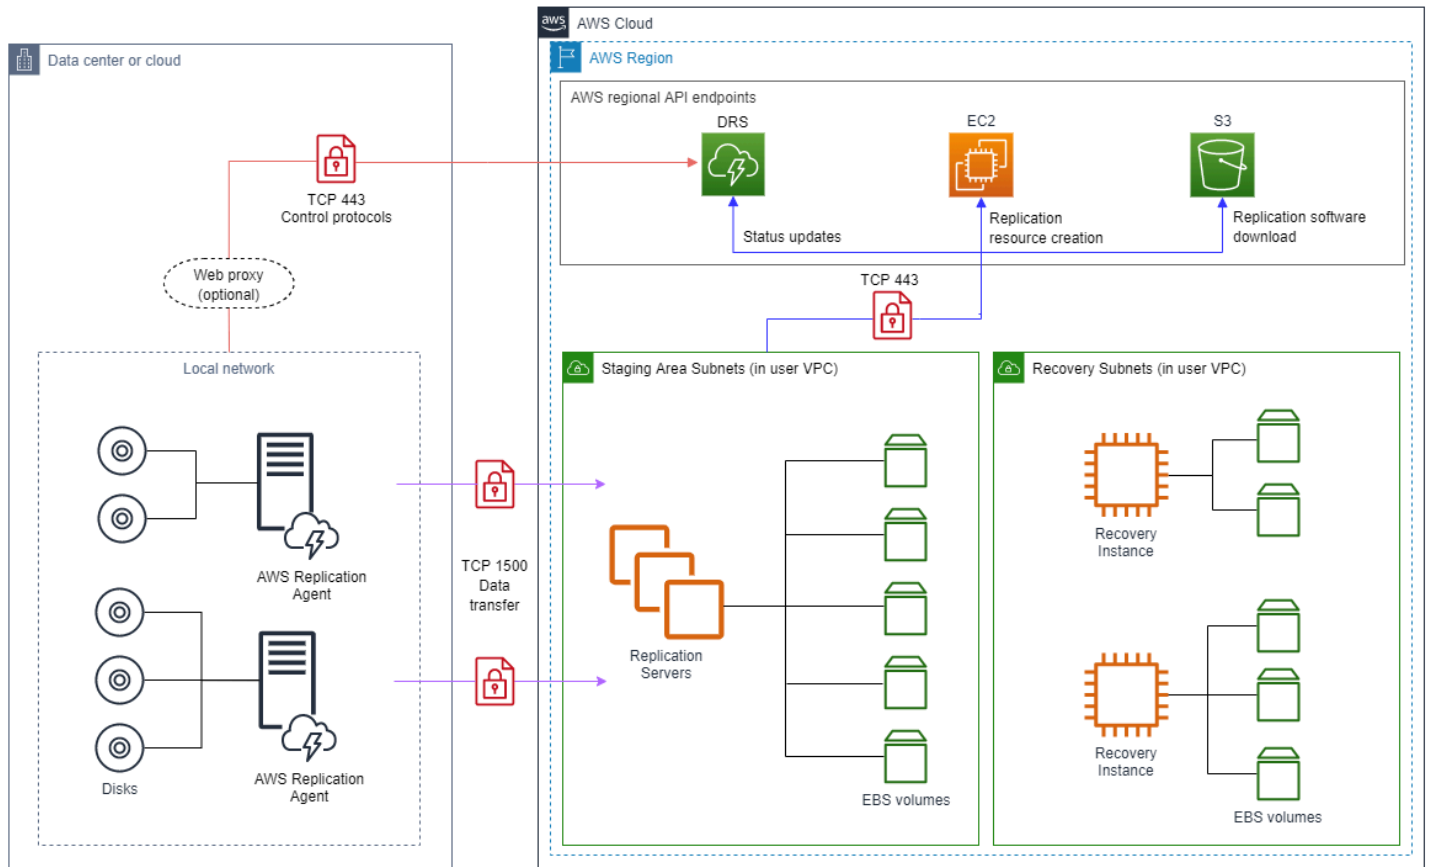 aws
AWS Cloud
Data center or cloud
AWS Region
AWS regional API endpoints
DRS
EC2
S3
TCP 443
Control protocols
Status updates
Replication
resource creation
Replication software
download
Web proxy
(optional)
TCP 443
Local network
Staging Area Subnets (in user VPC)
Recovery Subnets (in user VPC)
AWS Replication
Agent
TCP 1500
Data
transfer
Recovery
Instance
Replication
Servers
AWS Replication
Agent
Disks
Recovery
Instance
EBS volumes
EBS volumes